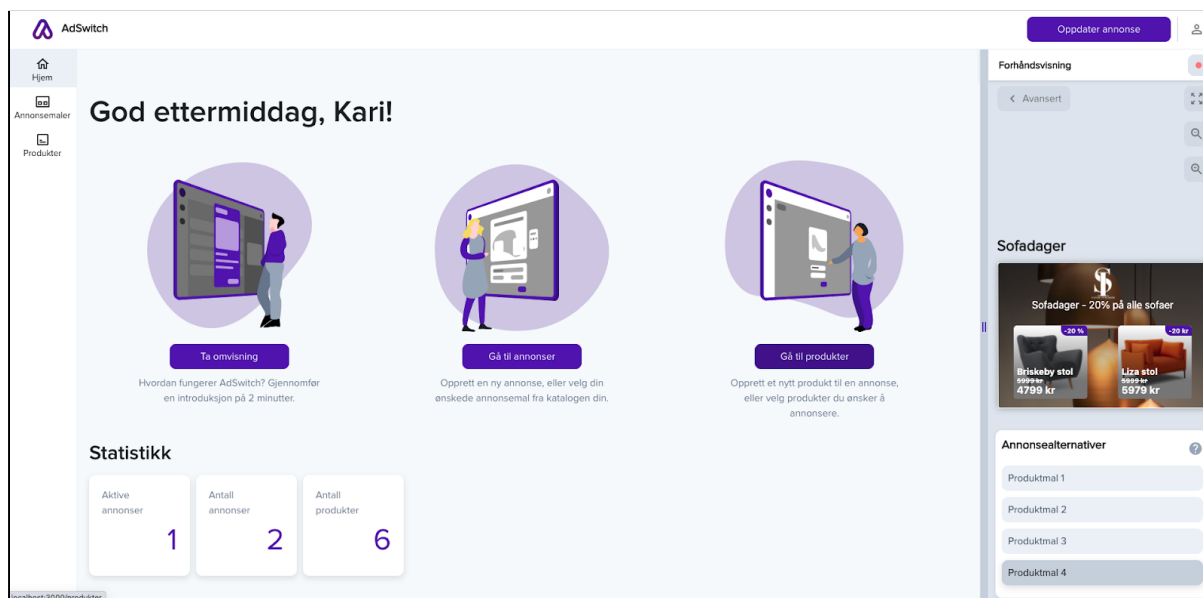 AdSwitch
Oppdater annonse
Hjem
Annonsemaler
Produkter
God ettermiddag, Kari!
Ta omvisning
Hvordan fungerer AdSwitch? Gjennomfør
en introduksjon på 2 minutter.
Gå til annonser
Opprett en ny annonse, eller velg din
ønskede annonsemal fra katalogen din.
Gå til produkter
Opprett et nytt produkt til en annonse,
eller velg produkter du ønsker å
annonsere.
Statistikk
Aktive
annonser
1
Antall
annonser
2
Antall
produkter
6
localhost:3000/produkter
Forhåndsvisning
Avansert
Sofadager
Sofadager - 20% på alle sofaer
-20 %
Briskeby stol
5999 kr
4799 kr
-20 kr
Liza stol
5999 kr
5979 kr
Annonsealternativer
Produktmal 1
Produktmal 2
Produktmal 3
Produktmal 4